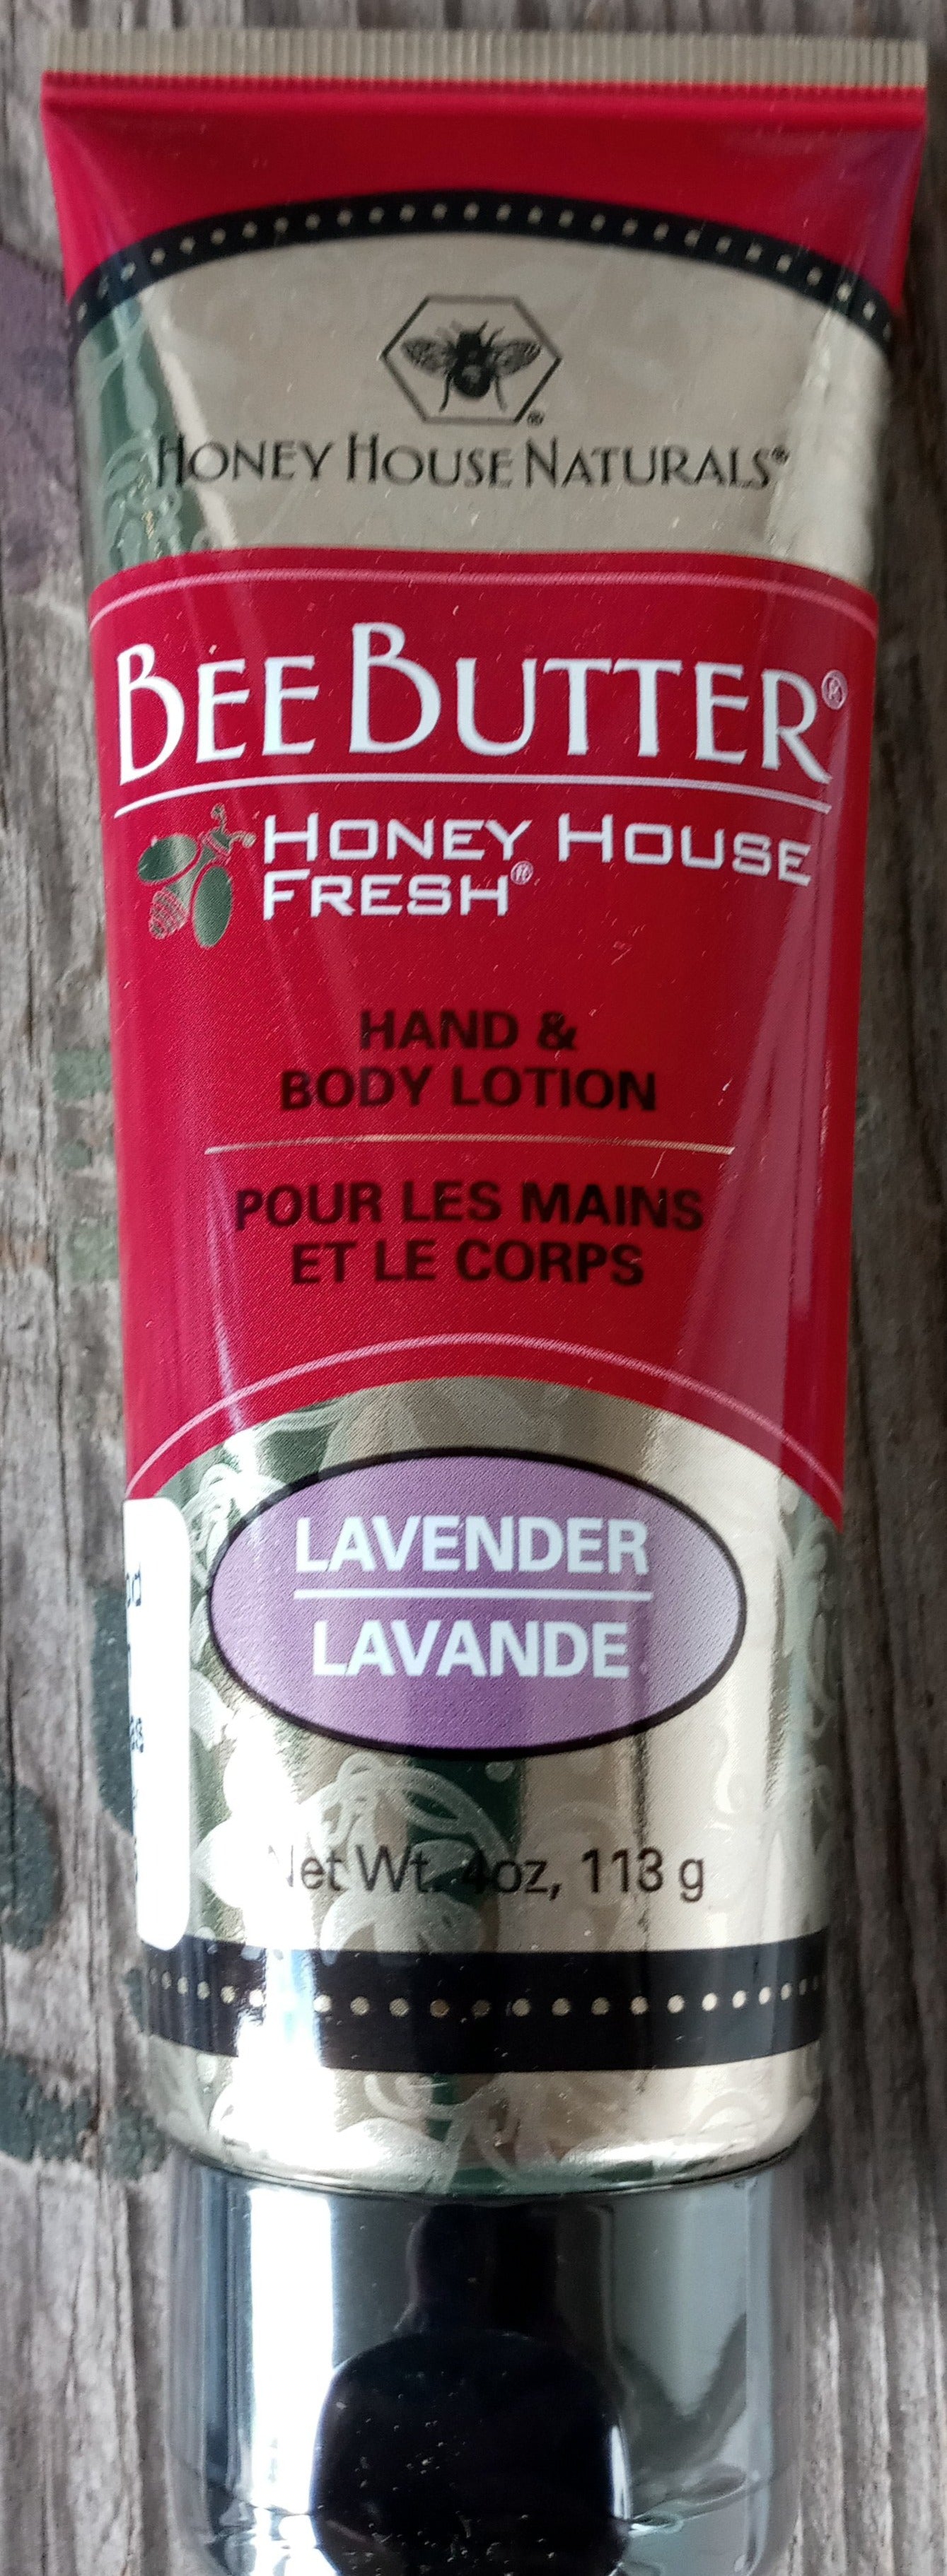 HONEY HOUSE NATURALS®
BEE BUTTER®
HONEY HOUSE
FRESH®
HAND &
BODY LOTION
POUR LES MAINS
ET LE CORPS
LAVENDER
LAVANDE
Net Wt. 4oz, 113 g